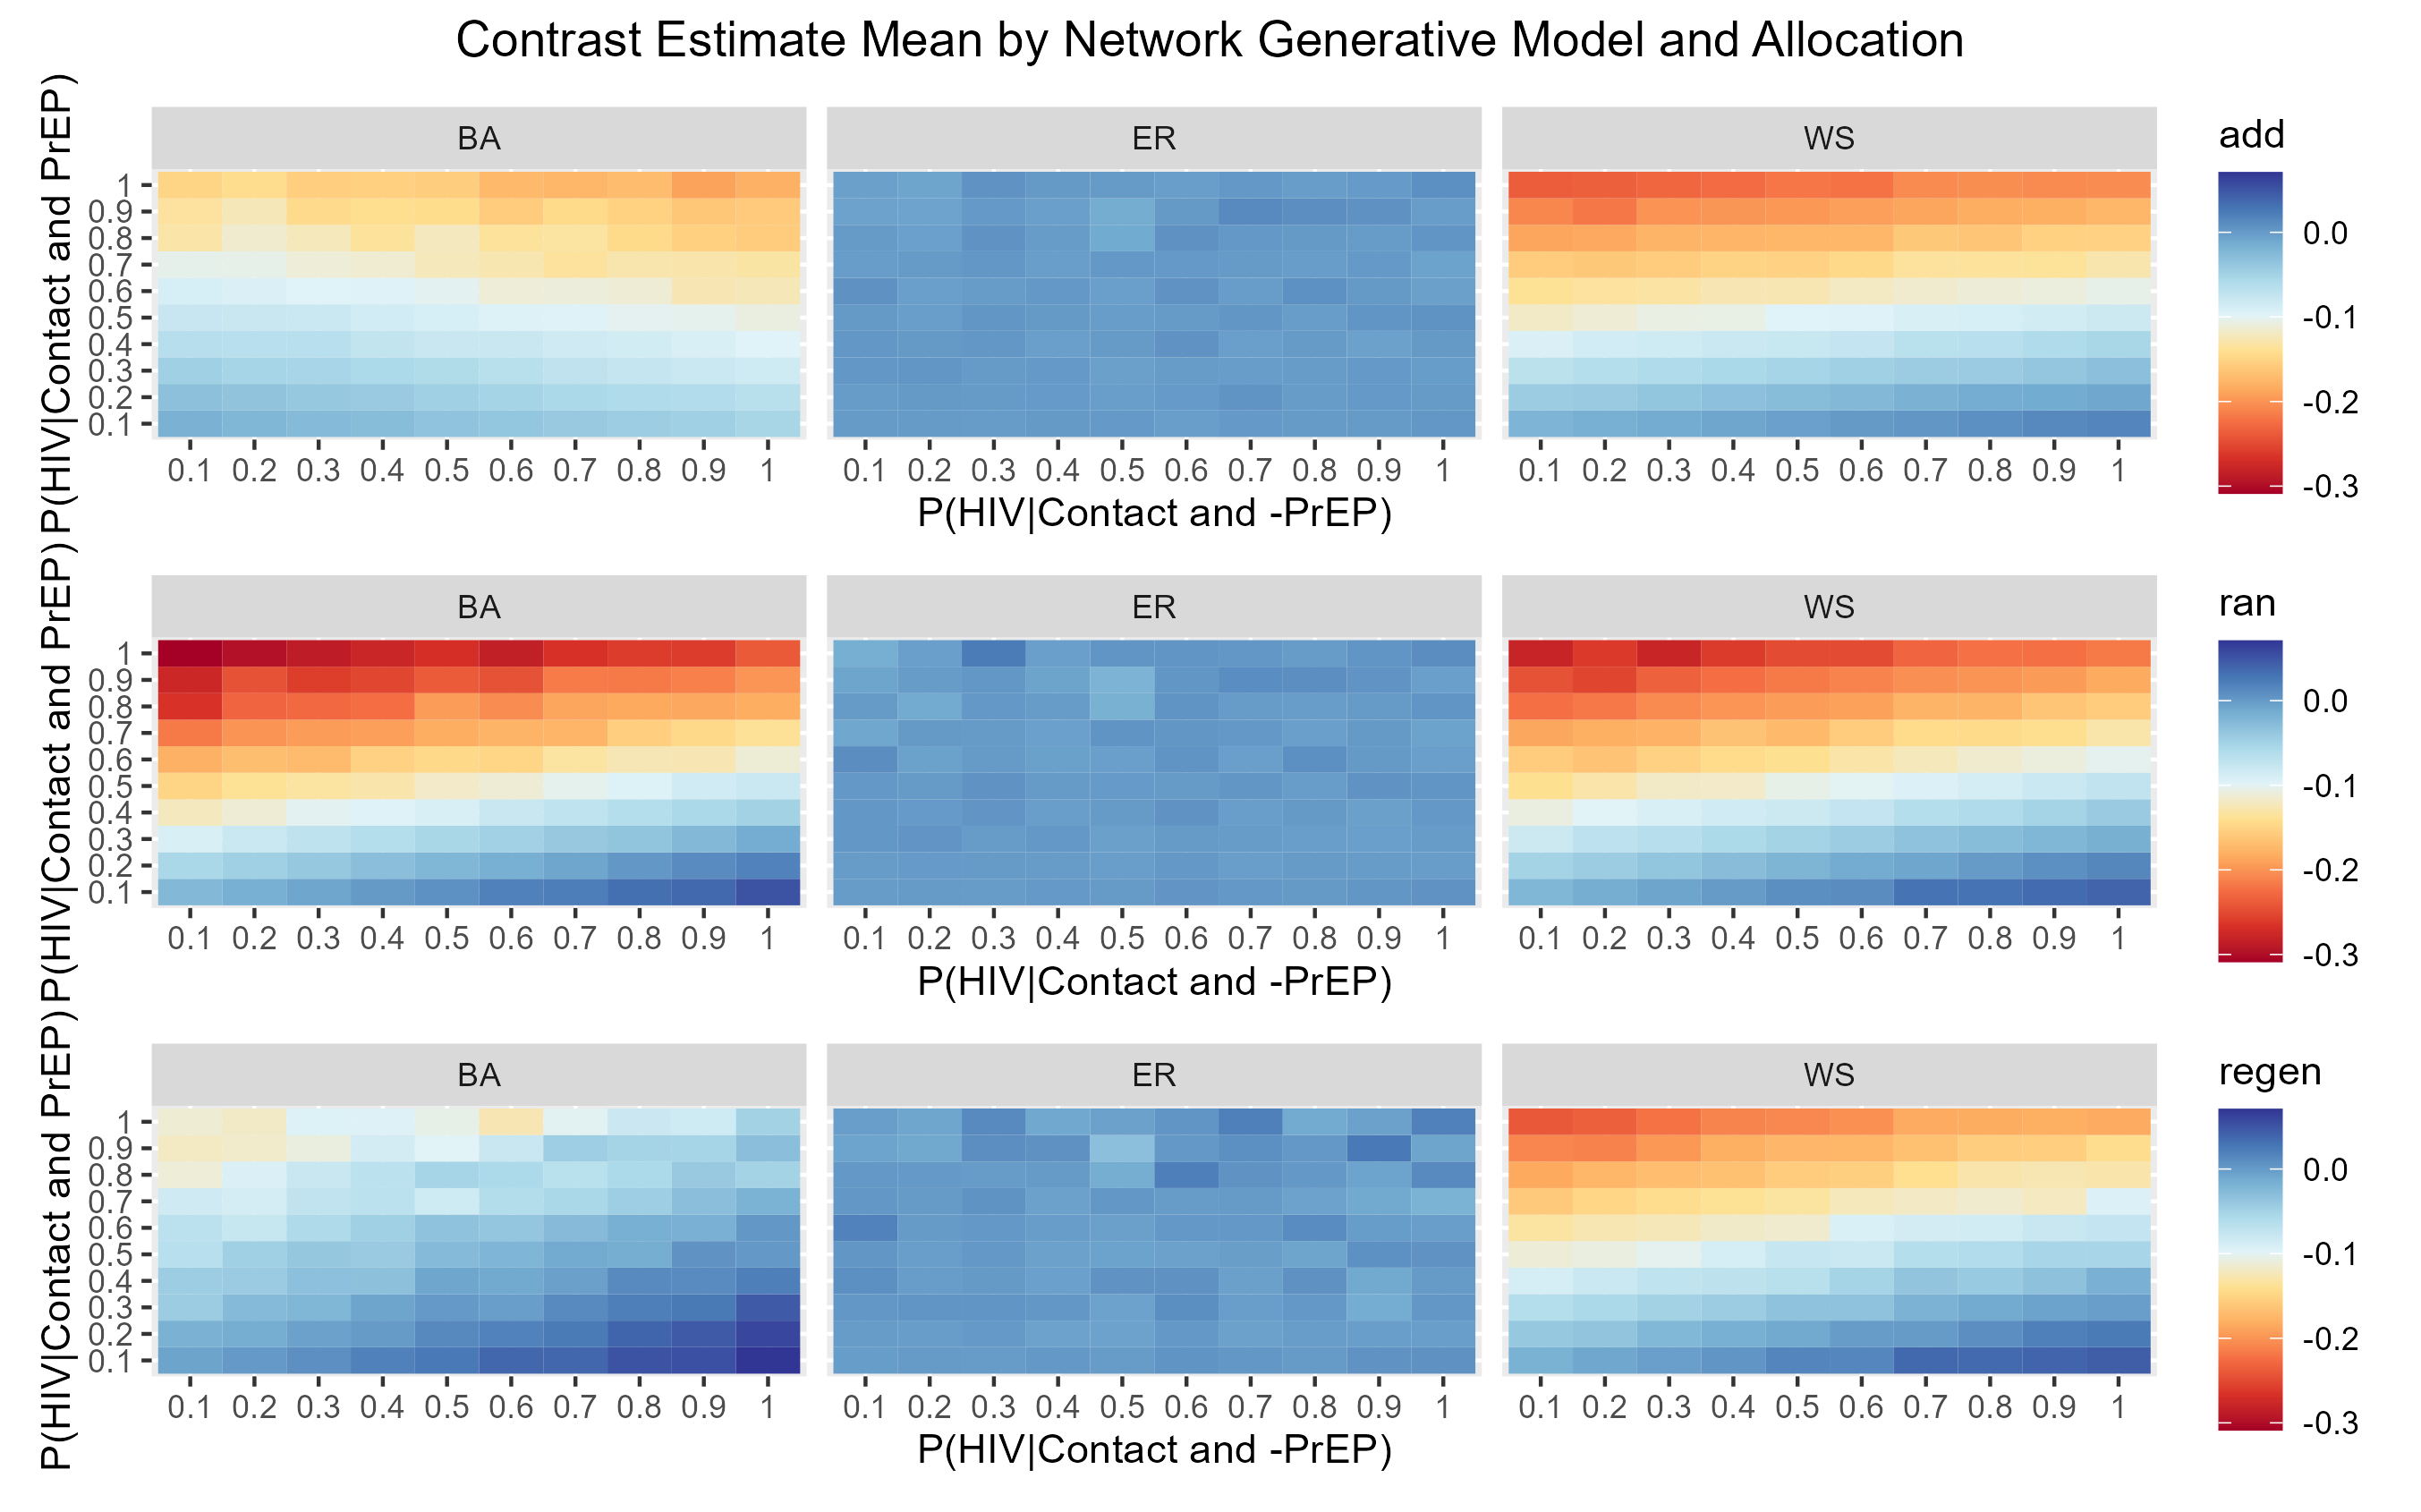 Contrast Estimate Mean by Network Generative Model and Allocation
P(HIV|Contact and PrEP)
BA
ER
WS
1
0.9
0.8
0.7
0.6
0.5
0.4
0.3
0.2
0.1
0.1 0.2 0.3 0.4 0.5 0.6 0.7 0.8 0.9 1
0.1 0.2 0.3 0.4 0.5 0.6 0.7 0.8 0.9 1
0.1 0.2 0.3 0.4 0.5 0.6 0.7 0.8 0.9 1
P(HIV|Contact and -PrEP)
add
0.0
-0.1
-0.2
-0.3
P(HIV|Contact and PrEP)
BA
ER
WS
1
0.9
0.8
0.7
0.6
0.5
0.4
0.3
0.2
0.1
0.1 0.2 0.3 0.4 0.5 0.6 0.7 0.8 0.9 1
0.1 0.2 0.3 0.4 0.5 0.6 0.7 0.8 0.9 1
0.1 0.2 0.3 0.4 0.5 0.6 0.7 0.8 0.9 1
P(HIV|Contact and -PrEP)
ran
0.0
-0.1
-0.2
-0.3
P(HIV|Contact and PrEP)
BA
ER
WS
1
0.9
0.8
0.7
0.6
0.5
0.4
0.3
0.2
0.1
0.1 0.2 0.3 0.4 0.5 0.6 0.7 0.8 0.9 1
0.1 0.2 0.3 0.4 0.5 0.6 0.7 0.8 0.9 1
0.1 0.2 0.3 0.4 0.5 0.6 0.7 0.8 0.9 1
P(HIV|Contact and -PrEP)
regen
0.0
-0.1
-0.2
-0.3